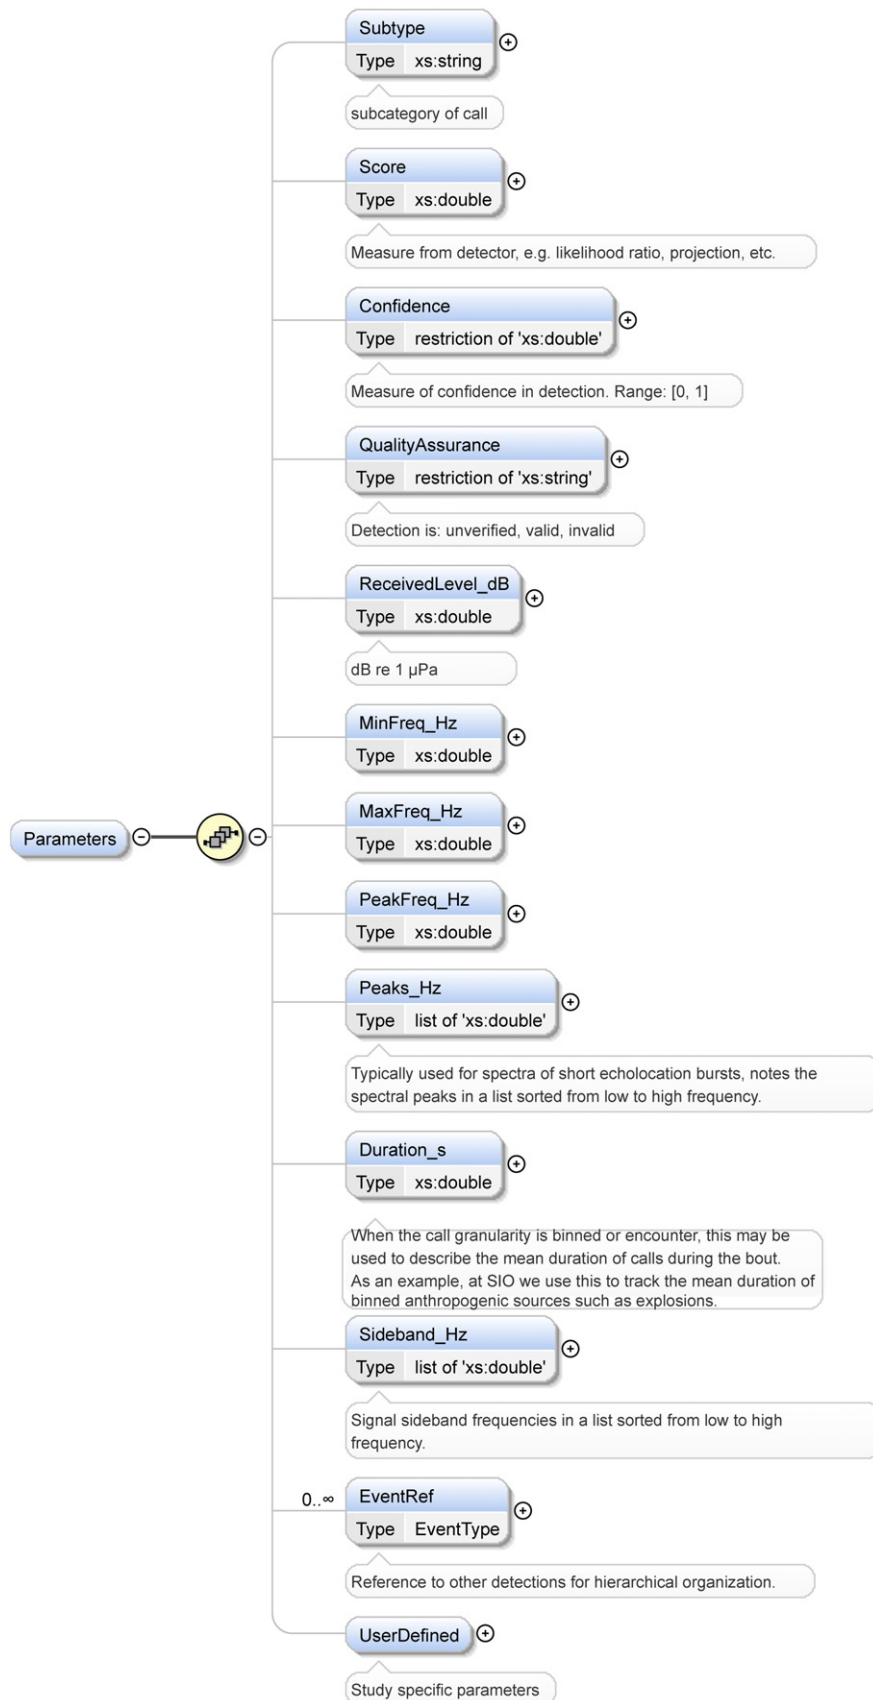 Subtype
Type xs:string
subcategory of call
Score
Type xs:double
Measure from detector, e.g. likelihood ratio, projection, etc.
Confidence
Type restriction of 'xs:double'
Measure of confidence in detection. Range: [0, 1]
QualityAssurance
Type restriction of 'xs:string'
Detection is: unverified, valid, invalid
ReceivedLevel_dB
Type xs:double
dB re 1 µPa
MinFreq_Hz
Type xs:double
MaxFreq_Hz
Type xs:double
Parameters
PeakFreq_Hz
Type xs:double
Peaks_Hz
Type list of 'xs:double'
Typically used for spectra of short echolocation bursts, notes the
spectral peaks in a list sorted from low to high frequency.
Duration_s
Type xs:double
When the call granularity is binned or encounter, this may be
used to describe the mean duration of calls during the bout.
As an example, at SIO we use this to track the mean duration of
binned anthropogenic sources such as explosions.
Sideband_Hz
Type list of 'xs:double'
Signal sideband frequencies in a list sorted from low to high
frequency.
0..∞ EventRef
Type EventType
Reference to other detections for hierarchical organization.
UserDefined
Study specific parameters